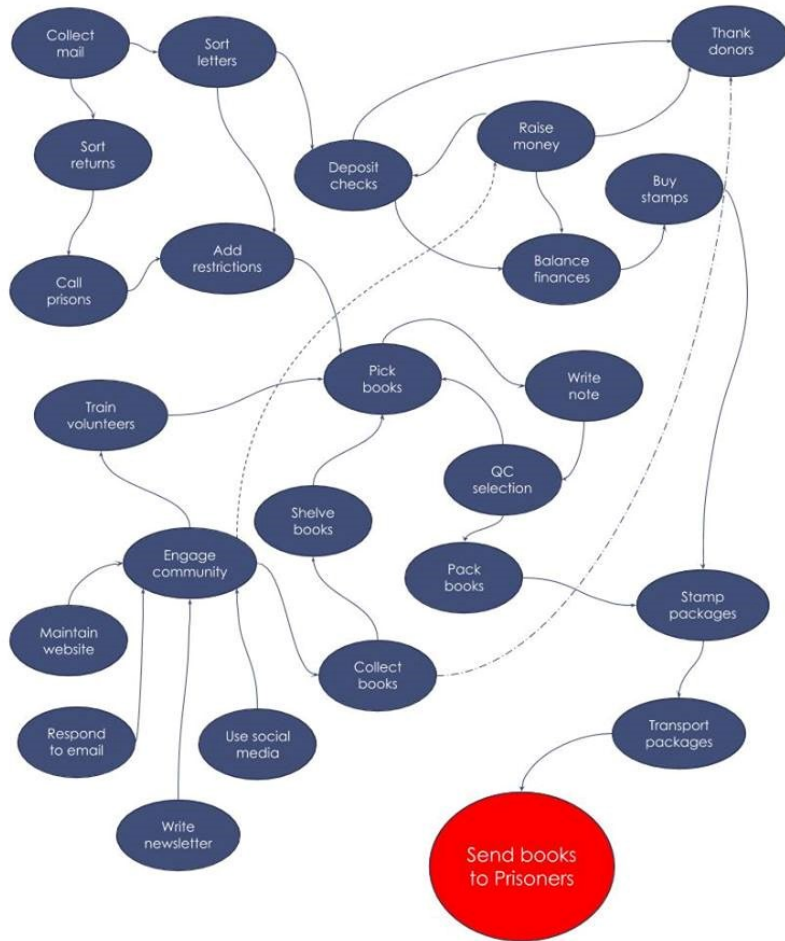 Collect
mail
Sort
letters
Thank
donors
Sort
returns
Deposit
checks
Raise
money
Buy
stamps
Call
prisons
Add
restrictions
Balance
finances
Pick
books
Write
note
Train
volunteers
QC
selection
Shelve
books
Engage
community
Pack
books
Stamp
packages
Maintain
website
Collect
books
Respond
to email
Use social
media
Transport
packages
Write
newsletter
Send books
to Prisoners